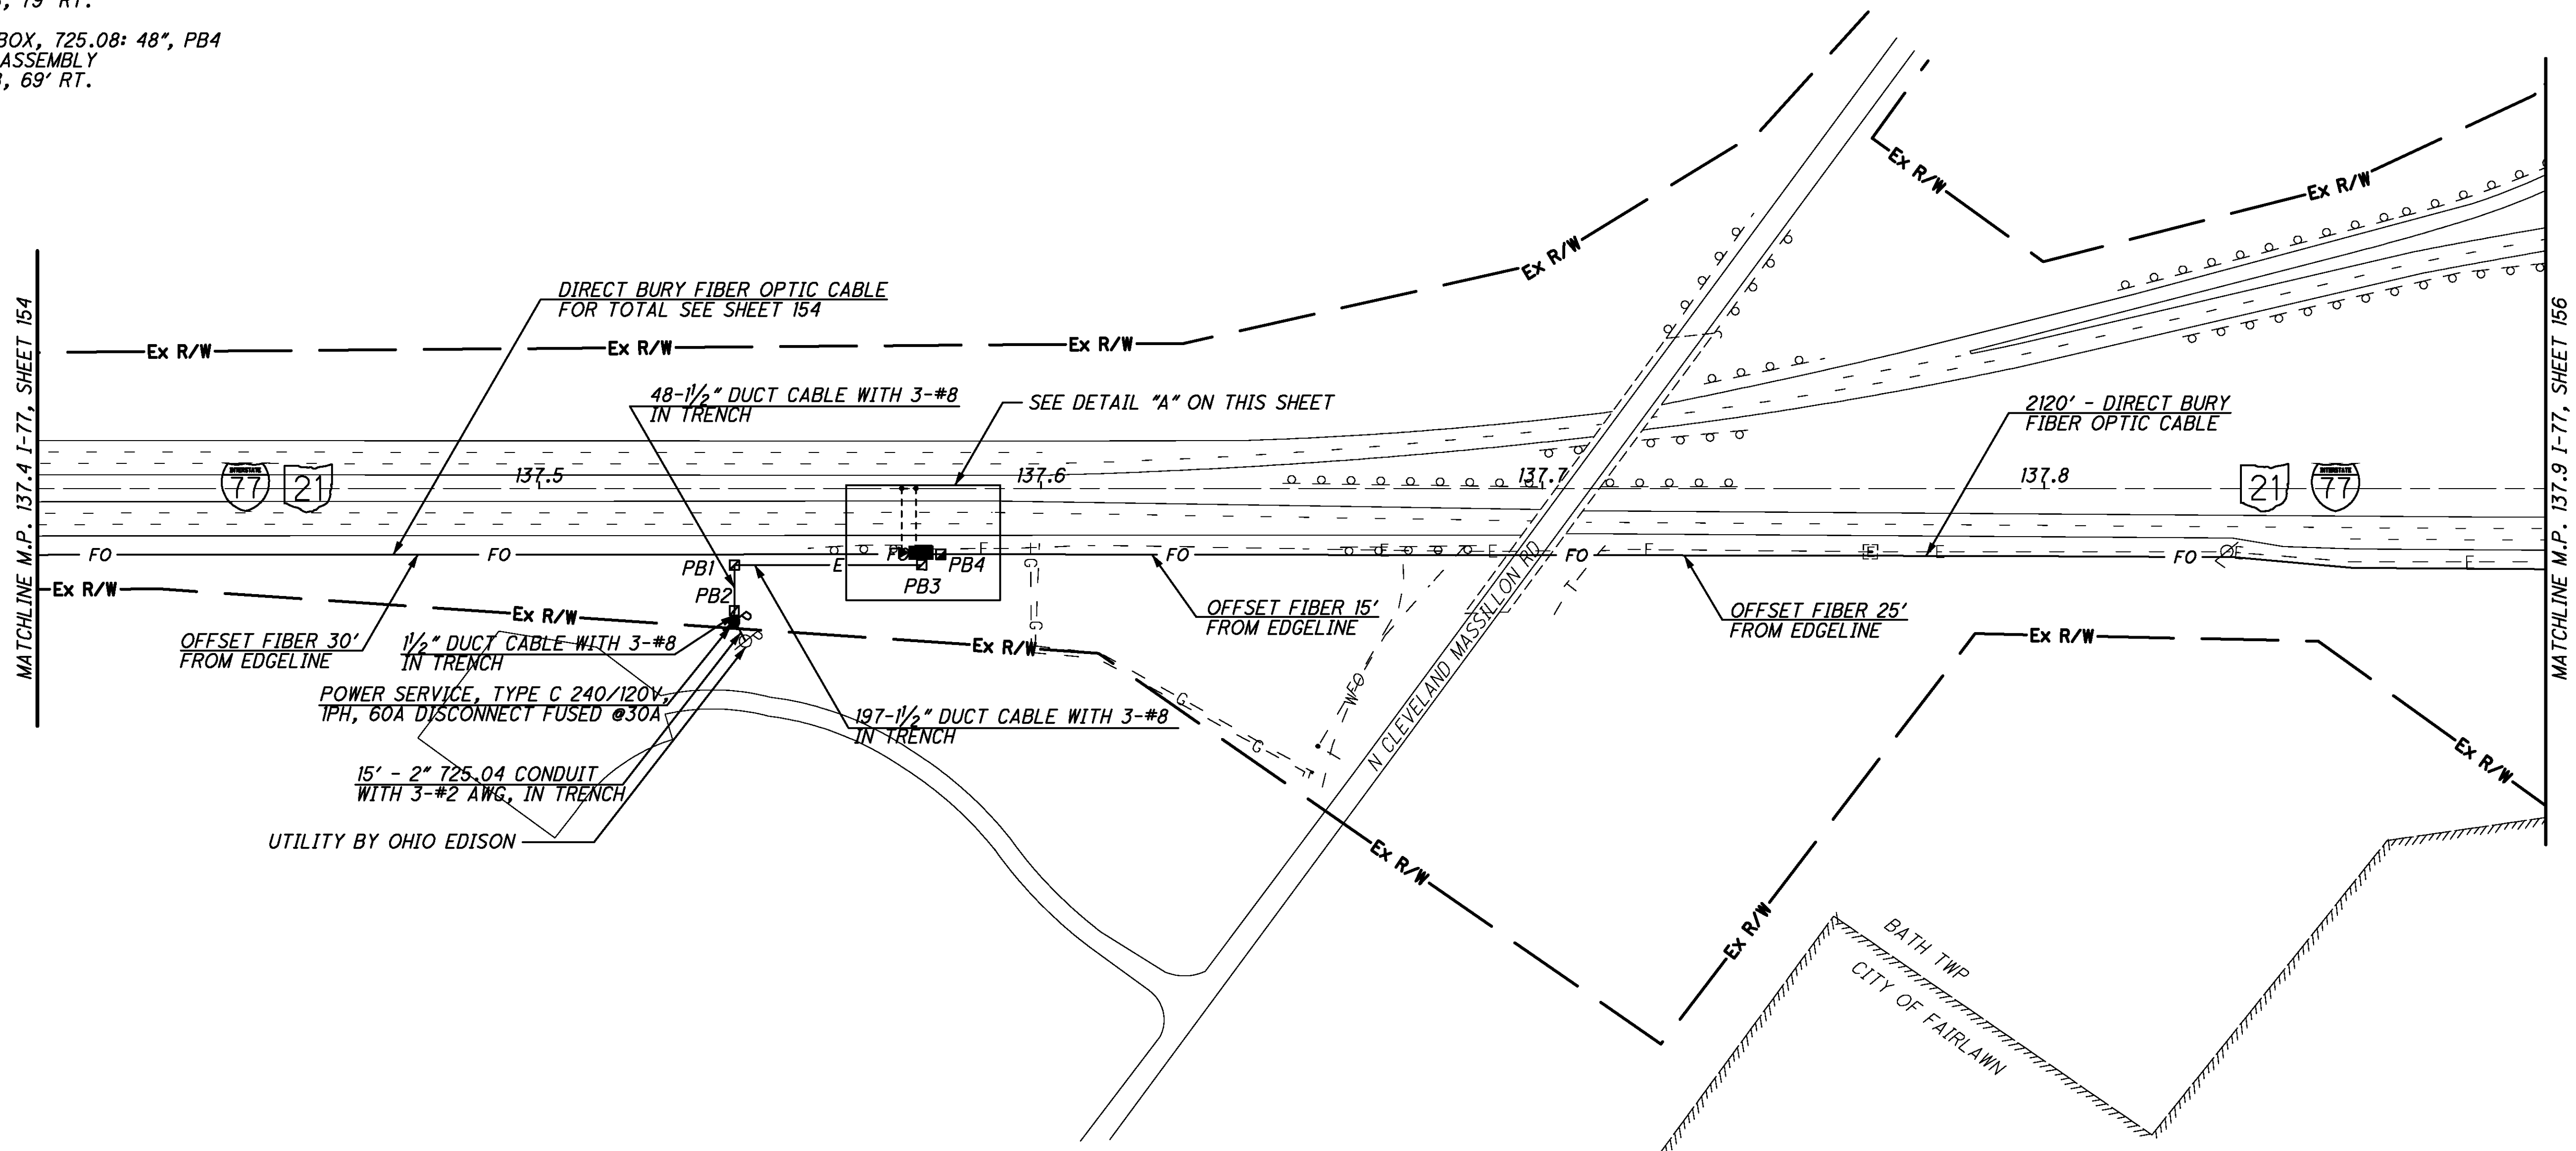 , 79' RT.
BOX, 725.08: 48", PB4
ASSEMBLY
, 69' RT.
MATCHLINE M.P. 137.4 I-77, SHEET 154
MATCHLINE M.P. 137.9 I-77, SHEET 156
Ex R/W
Ex R/W
Ex R/W
Ex R/W
Ex R/W
Ex R/W
DIRECT BURY FIBER OPTIC CABLE
FOR TOTAL SEE SHEET 154
48-1½" DUCT CABLE WITH 3-#8
IN TRENCH
SEE DETAIL "A" ON THIS SHEET
2120' - DIRECT BURY
FIBER OPTIC CABLE
INTERSTATE
77
21
137.5
137.6
137.7
137.8
21
INTERSTATE
77
FO
FO
FO
FO
FO
FO
E
E
E
E
E
E
E
E
E
PB1
PB2
PB3
PB4
G
G
G
G
T
P
P
FO
W
Ex R/W
Ex R/W
Ex R/W
OFFSET FIBER 30'
FROM EDGELINE
1½" DUCT CABLE WITH 3-#8
IN TRENCH
OFFSET FIBER 15'
FROM EDGELINE
OFFSET FIBER 25'
FROM EDGELINE
Ex R/W
POWER SERVICE, TYPE C 240/120V,
1PH, 60A DISCONNECT FUSED @30A
197-1½" DUCT CABLE WITH 3-#8
IN TRENCH
N CLEVELAND MASSILLON RD
15' - 2" 725.04 CONDUIT
WITH 3-#2 AWG, IN TRENCH
UTILITY BY OHIO EDISON
Ex R/W
Ex R/W
Ex R/W
BATH TWP
CITY OF FAIRLAWN